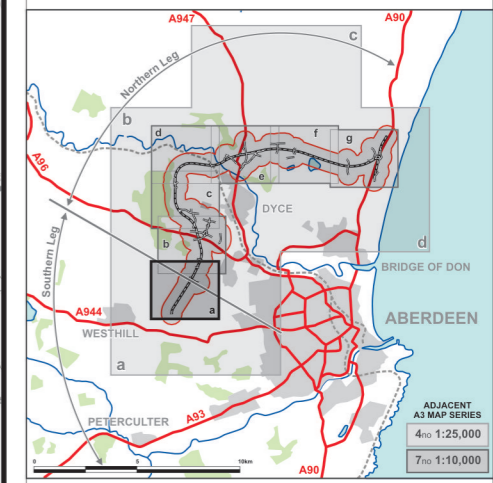 A947
A90
c
Northern Leg
b
d
f
g
A96
e
c
DYCE
Southern Leg
b
d
BRIDGE OF DON
A944
a
ABERDEEN
WESTHILL
a
ADJACENT
A3 MAP SERIES
4no 1:25,000
PETERCULTER
A93
7no 1:10,000
0 5 10km
A90